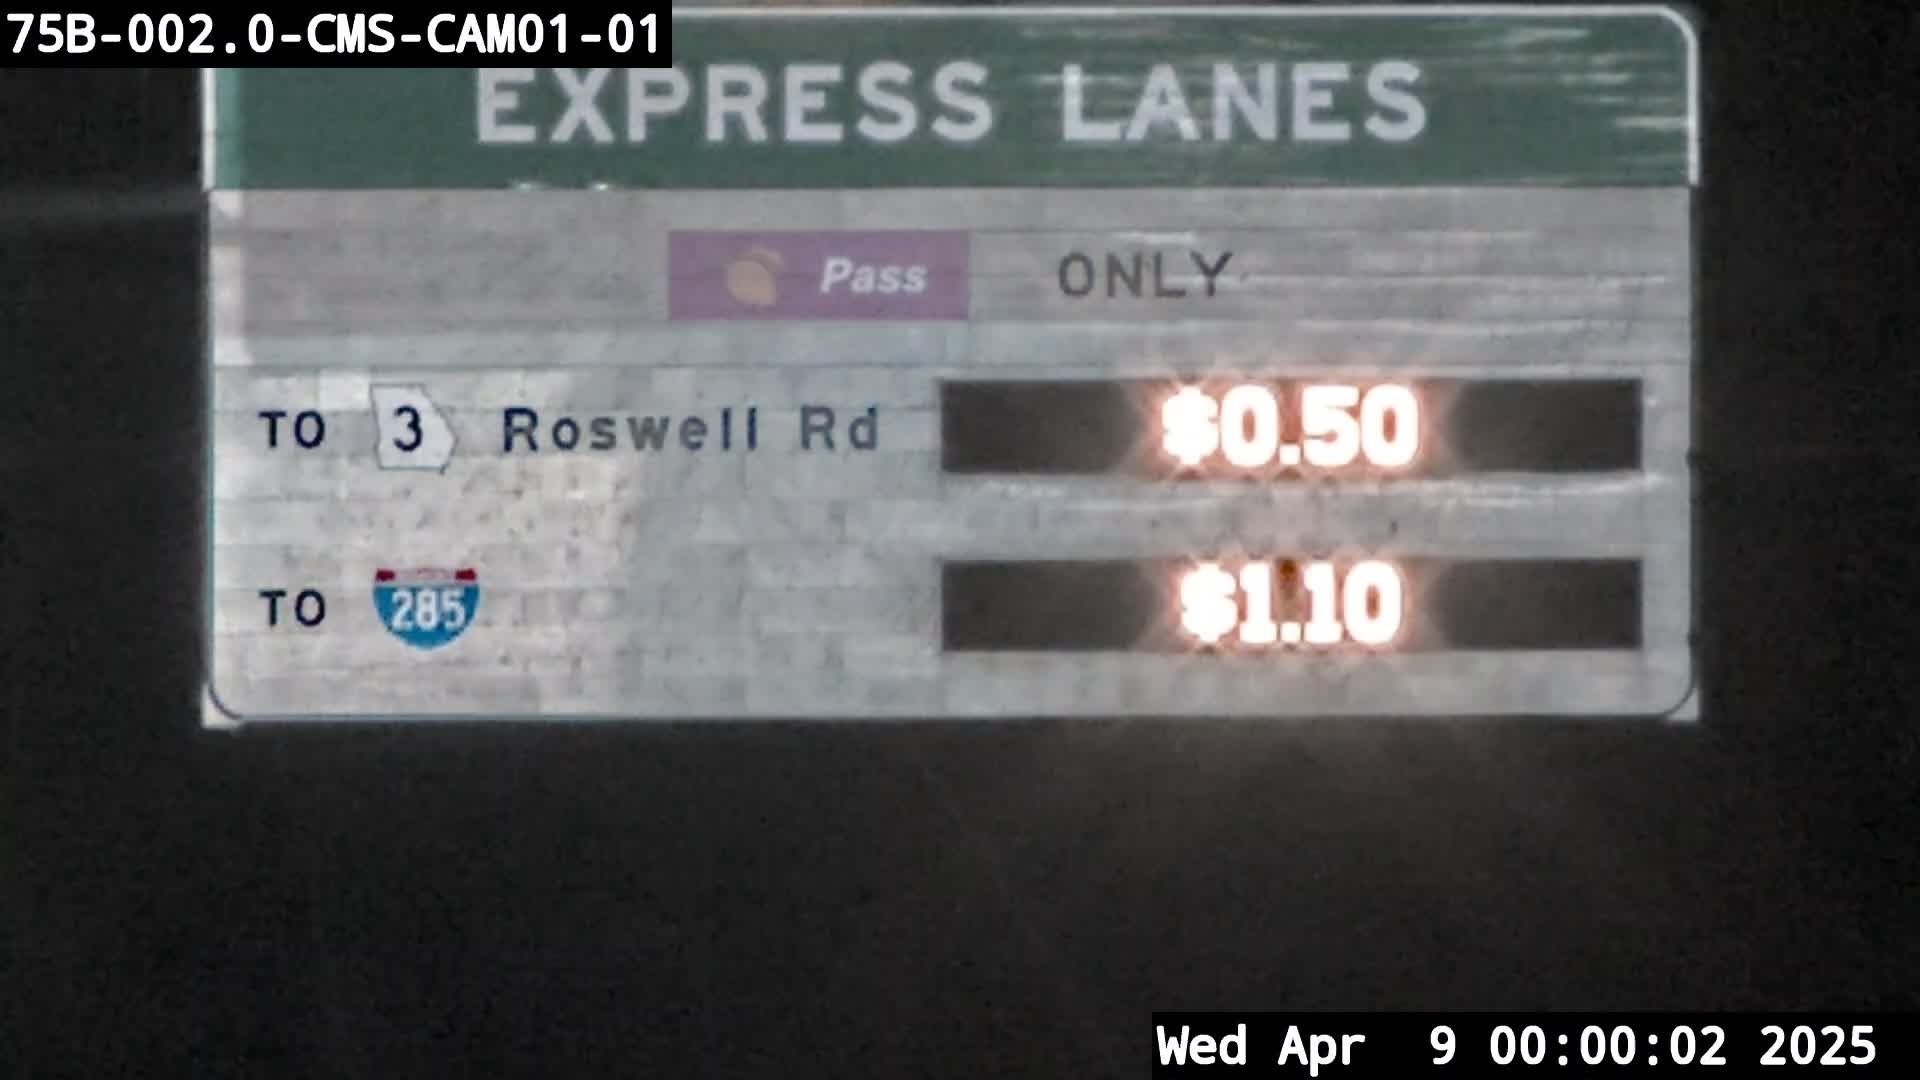 75B-002.0-CMS-CAM01-01
EXPRESS LANES
Pass ONLY
TO 3 Roswell Rd $0.50
TO 285 $1.10
Wed Apr 9 00:00:02 2025